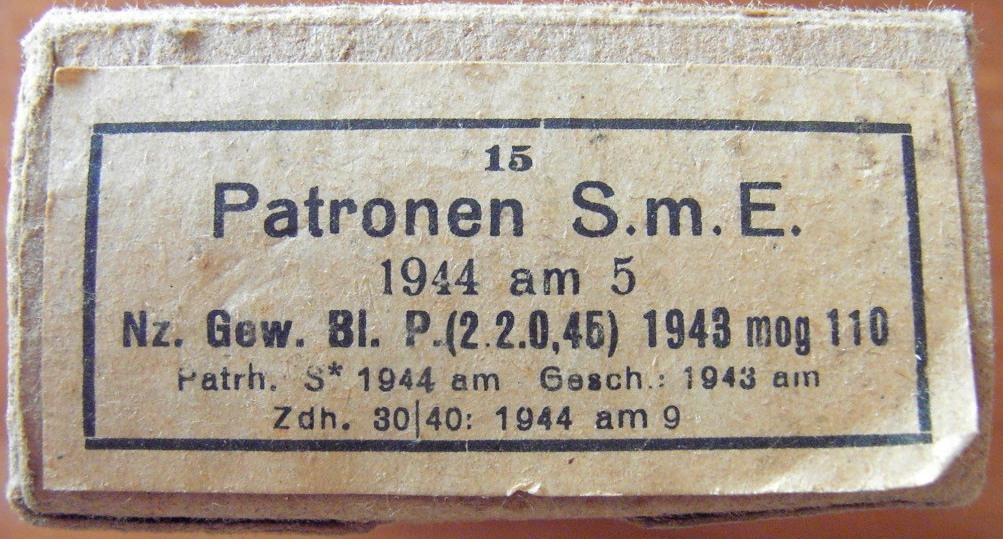 15
Patronen S.m.E.
1944 am 5
Nz. Gew. Bl. P.(2.2.0,45) 1943 mog 110
Patrh. S* 1944 am Gesch.: 1943 am
Zdh. 30|40: 1944 am 9